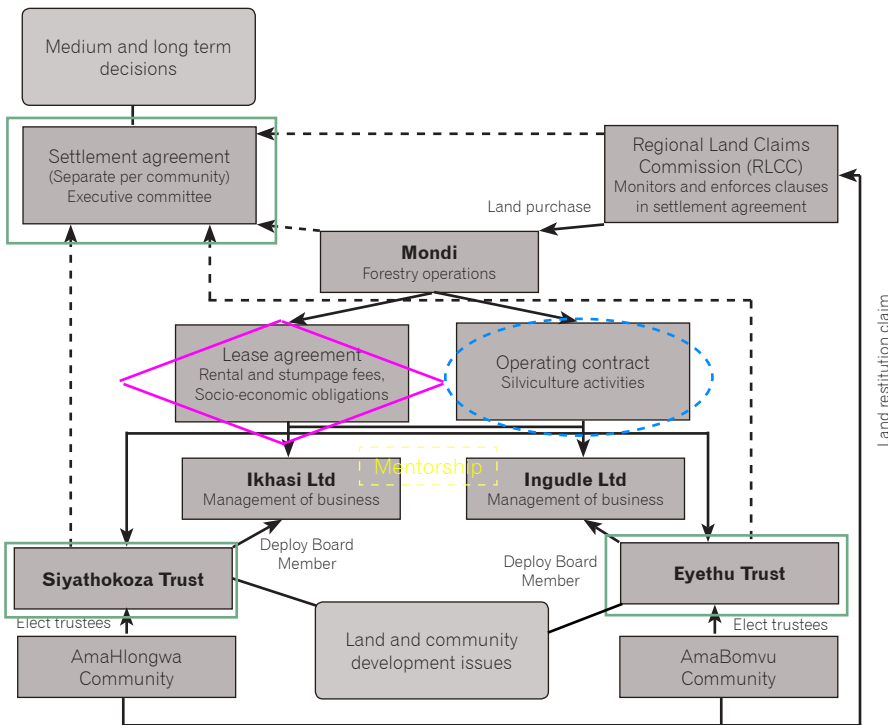 Medium and long term
decisions
Settlement agreement
(Separate per community)
Executive committee
Regional Land Claims
Commission (RLCC)
Monitors and enforces clauses
in settlement agreement
Land purchase
Mondi
Forestry operations
Land restitution claim
Lease agreement
Rental and stumpage fees,
Socio-economic obligations
Operating contract
Silviculture activities
Mentorship
Ikhasi Ltd
Management of business
Ingudle Ltd
Management of business
Deploy Board
Member
Deploy Board
Member
Siyathokoza Trust
Eyethu Trust
Elect trustees
Elect trustees
Land and community
development issues
AmaHlongwa
Community
AmaBomvu
Community